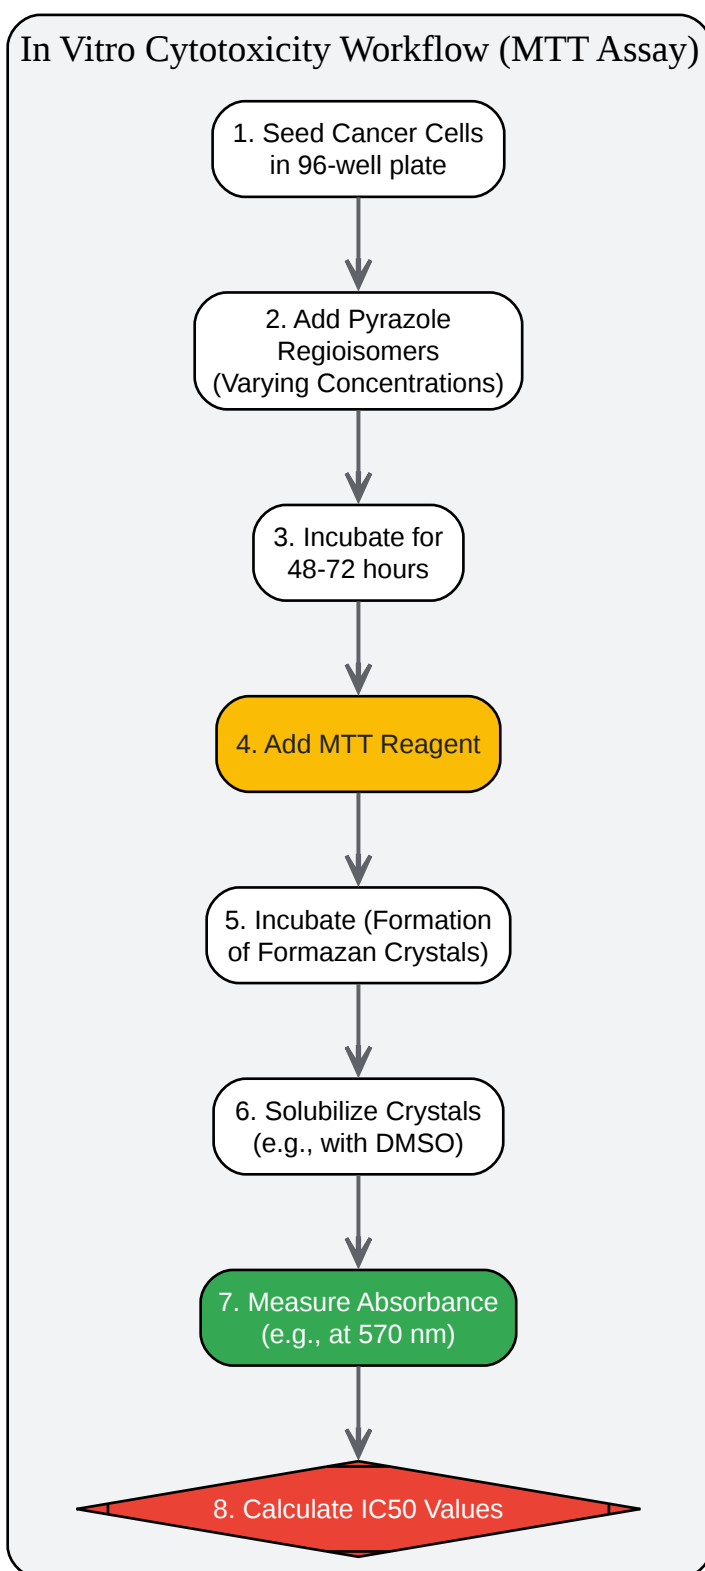 In Vitro Cytotoxicity Workflow (MTT Assay)
1. Seed Cancer Cells
in 96-well plate
2. Add Pyrazole
Regioisomers
(Varying Concentrations)
3. Incubate for
48-72 hours
4. Add MTT Reagent
5. Incubate (Formation
of Formazan Crystals)
6. Solubilize Crystals
(e.g., with DMSO)
7. Measure Absorbance
(e.g., at 570 nm)
8. Calculate IC50 Values